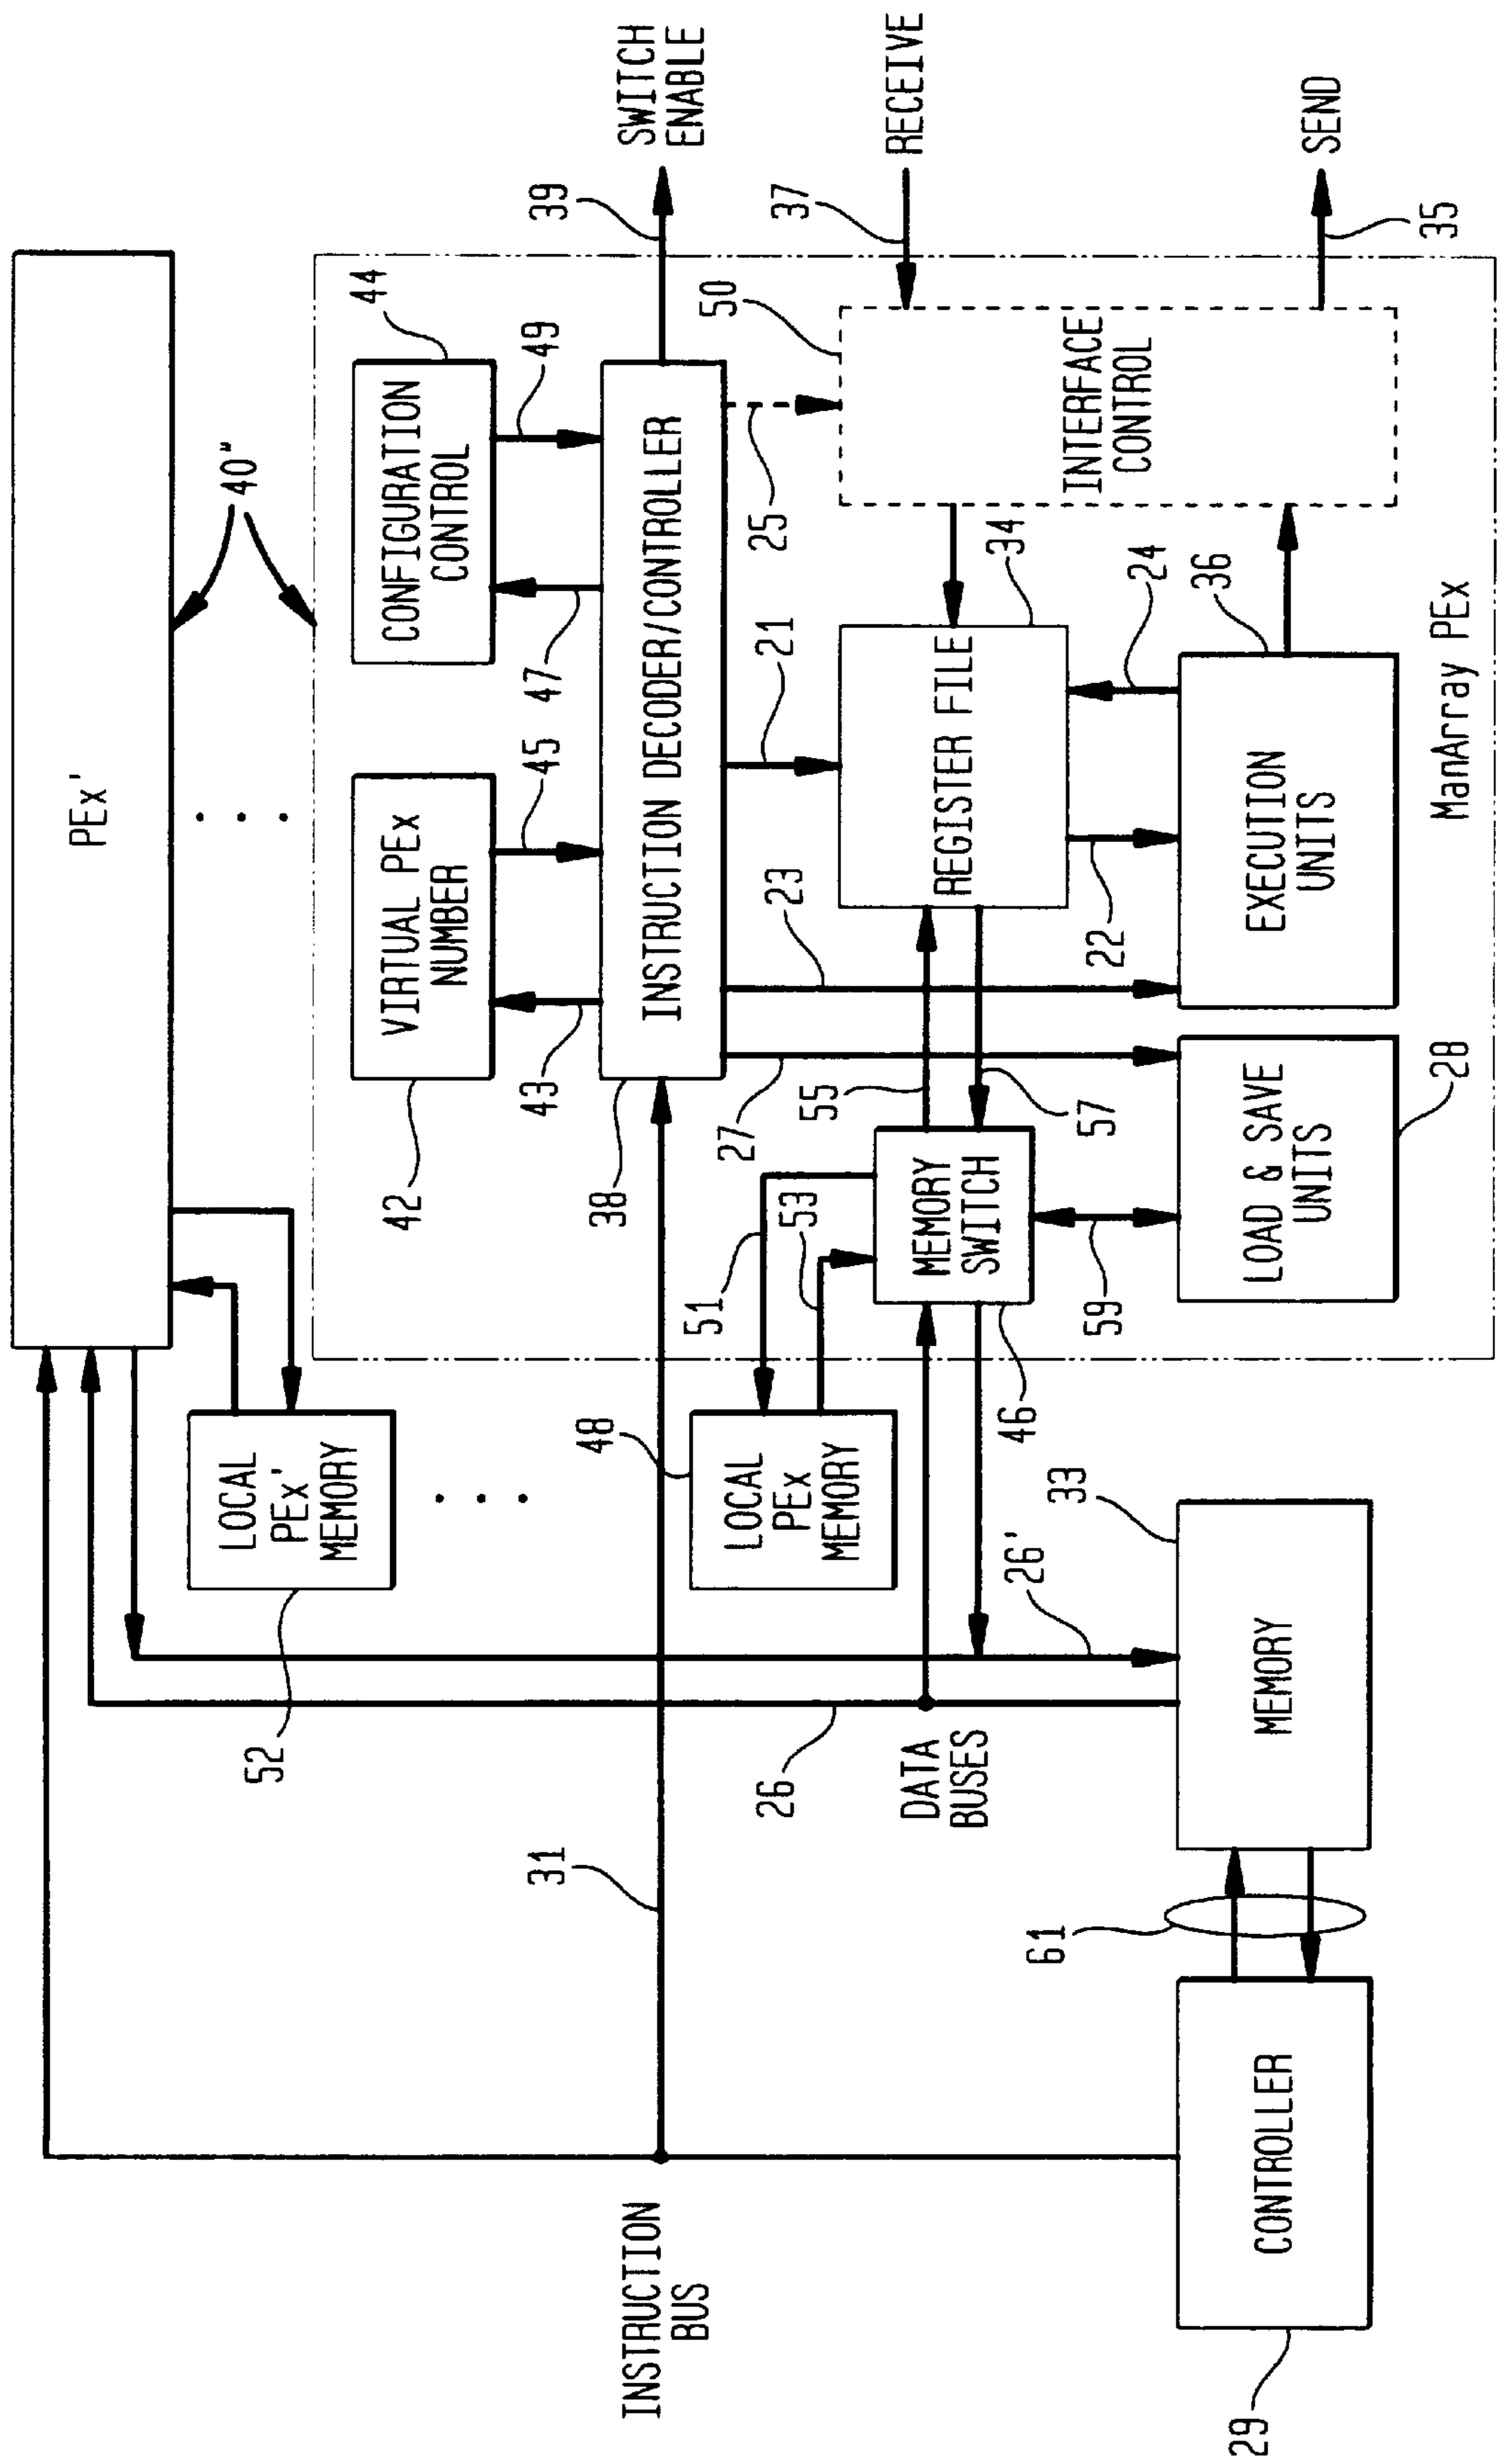 PEx'
40"
44
CONFIGURATION
CONTROL
49
47
VIRTUAL PEx
NUMBER
45
43
42
39
SWITCH
ENABLE
INSTRUCTION DECODER/CONTROLLER
38
37
RECEIVE
50
INTERFACE
CONTROL
25
21
23
27
34
REGISTER FILE
24
22
36
EXECUTION
UNITS
35
SEND
ManArray PEx
55
57
51
53
MEMORY
SWITCH
46
59
LOAD & SAVE
UNITS
28
LOCAL
PEx'
MEMORY
52
48
LOCAL
PEx
MEMORY
31
26
26'
DATA
BUSES
33
MEMORY
61
INSTRUCTION
BUS
CONTROLLER
29